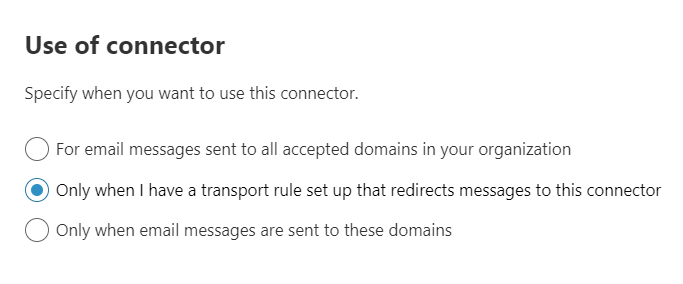 Use of connector
Specify when you want to use this connector.
For email messages sent to all accepted domains in your organization
Only when I have a transport rule set up that redirects messages to this connector
Only when email messages are sent to these domains